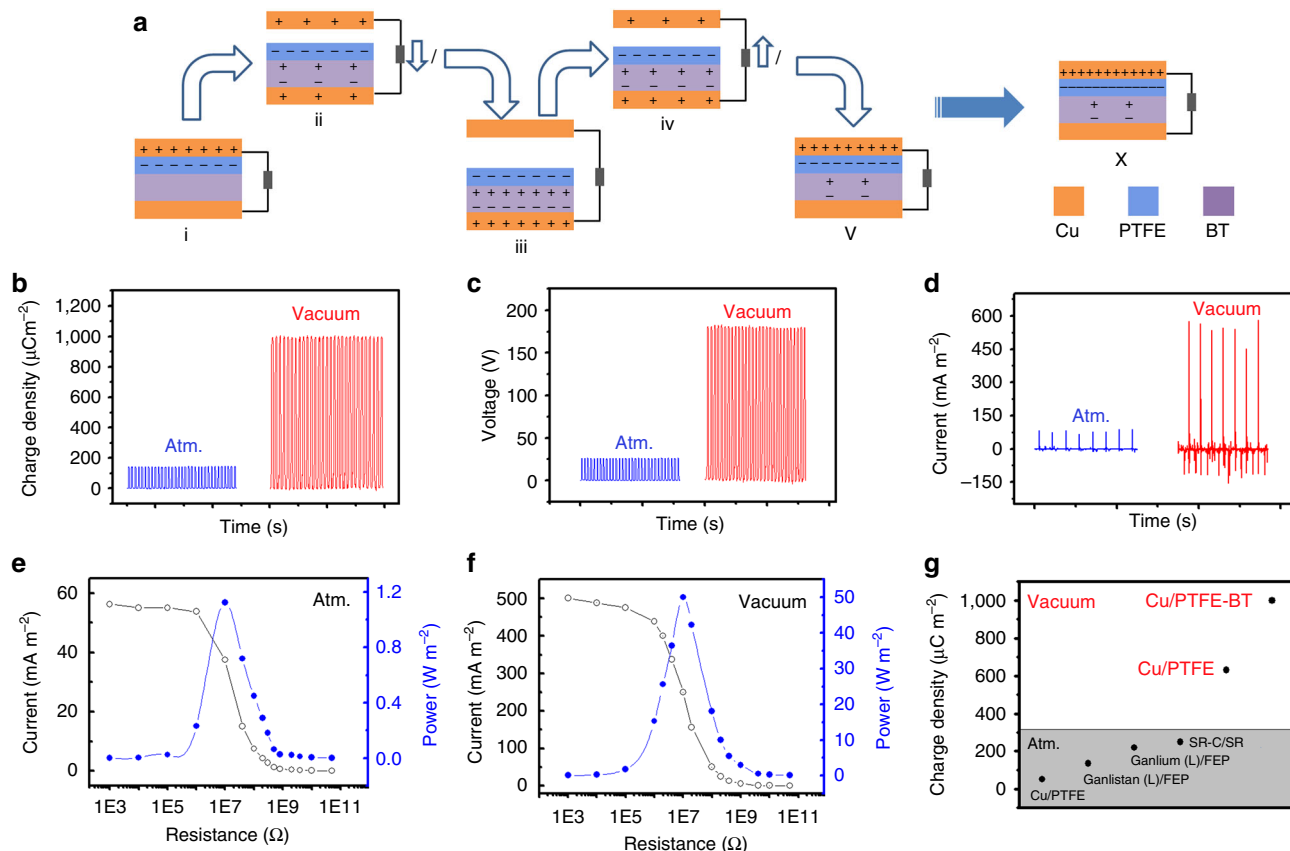 a
+ + + +
− − − − − −
+ + +
− − −
+ + +
/
ii
+ + + + + + +
− − − − − − −
i
− − − − − −
+ + + + + +
− − − − − −
+ + + + + +
iii
+ + +
− − − − − −
+ + + +
− − − −
+ + + +
/
iv
+ + + + + + + + +
− − − − − − − − −
+ +
− −
V
++++++++++++
+ +
− −
X
Cu
PTFE
BT
b
Charge density (μCm−2)
1,200
1,000
800
600
400
200
0
Vacuum
Atm.
Time (s)
c
Voltage (V)
200
150
100
50
0
Vacuum
Atm.
Time (s)
d
Current (mA m−2)
600
450
300
150
0
−150
Vacuum
Atm.
Time (s)
e
Current (mA m−2)
60
40
20
0
Atm.
1.2
0.8
0.4
0.0
Power (W m−2)
1E3 1E5 1E7 1E9 1E11
Resistance (Ω)
f
Current (mA m−2)
500
400
300
200
100
0
Vacuum
50
40
30
20
10
0
Power (W m−2)
1E3 1E5 1E7 1E9 1E11
Resistance (Ω)
g
Charge density (μC m−2)
1,000
800
600
400
200
0
Vacuum
Cu/PTFE-BT
Cu/PTFE
Atm.
SR-C/SR
Ganlium (L)/FEP
Ganlistan (L)/FEP
Cu/PTFE